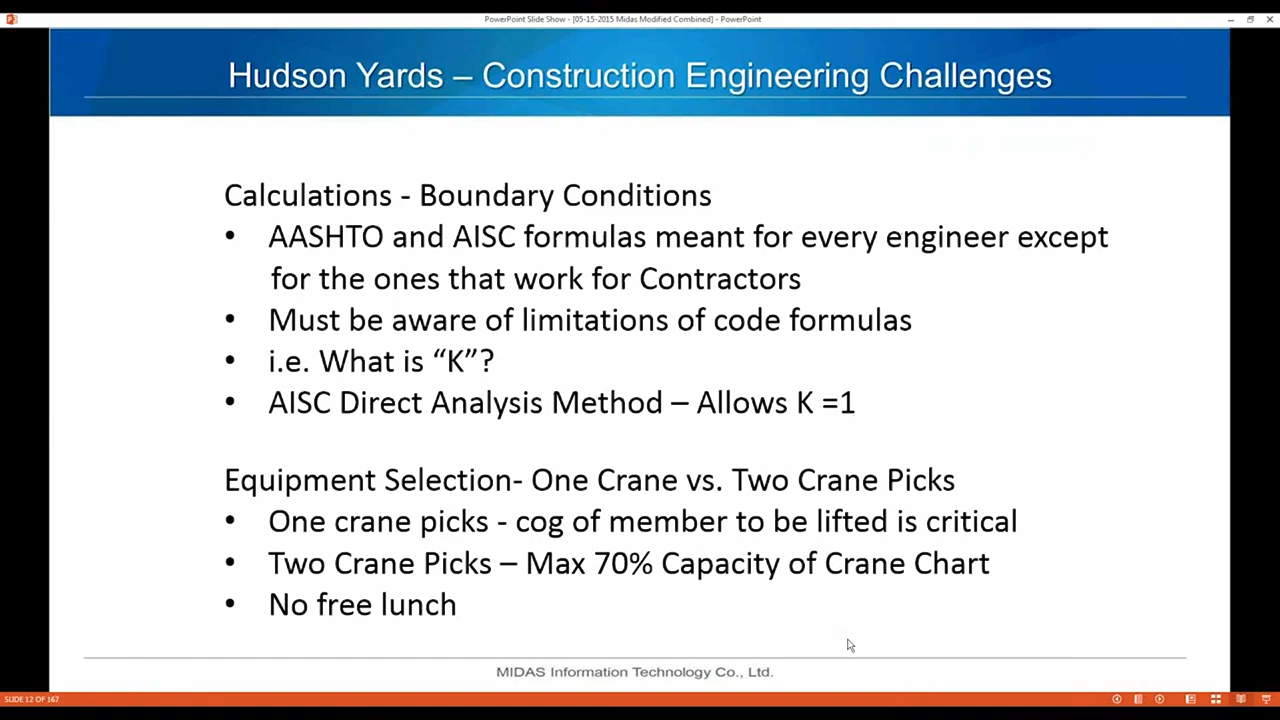 PowerPoint Slide Show - [05-15-2015 Midas Modified Combined] - PowerPoint
Hudson Yards – Construction Engineering Challenges
Calculations - Boundary Conditions
• AASHTO and AISC formulas meant for every engineer except
for the ones that work for Contractors
• Must be aware of limitations of code formulas
• i.e. What is “K”?
• AISC Direct Analysis Method – Allows K =1
Equipment Selection- One Crane vs. Two Crane Picks
• One crane picks - cog of member to be lifted is critical
• Two Crane Picks – Max 70% Capacity of Crane Chart
• No free lunch
MIDAS Information Technology Co., Ltd.
SLIDE 12 OF 167